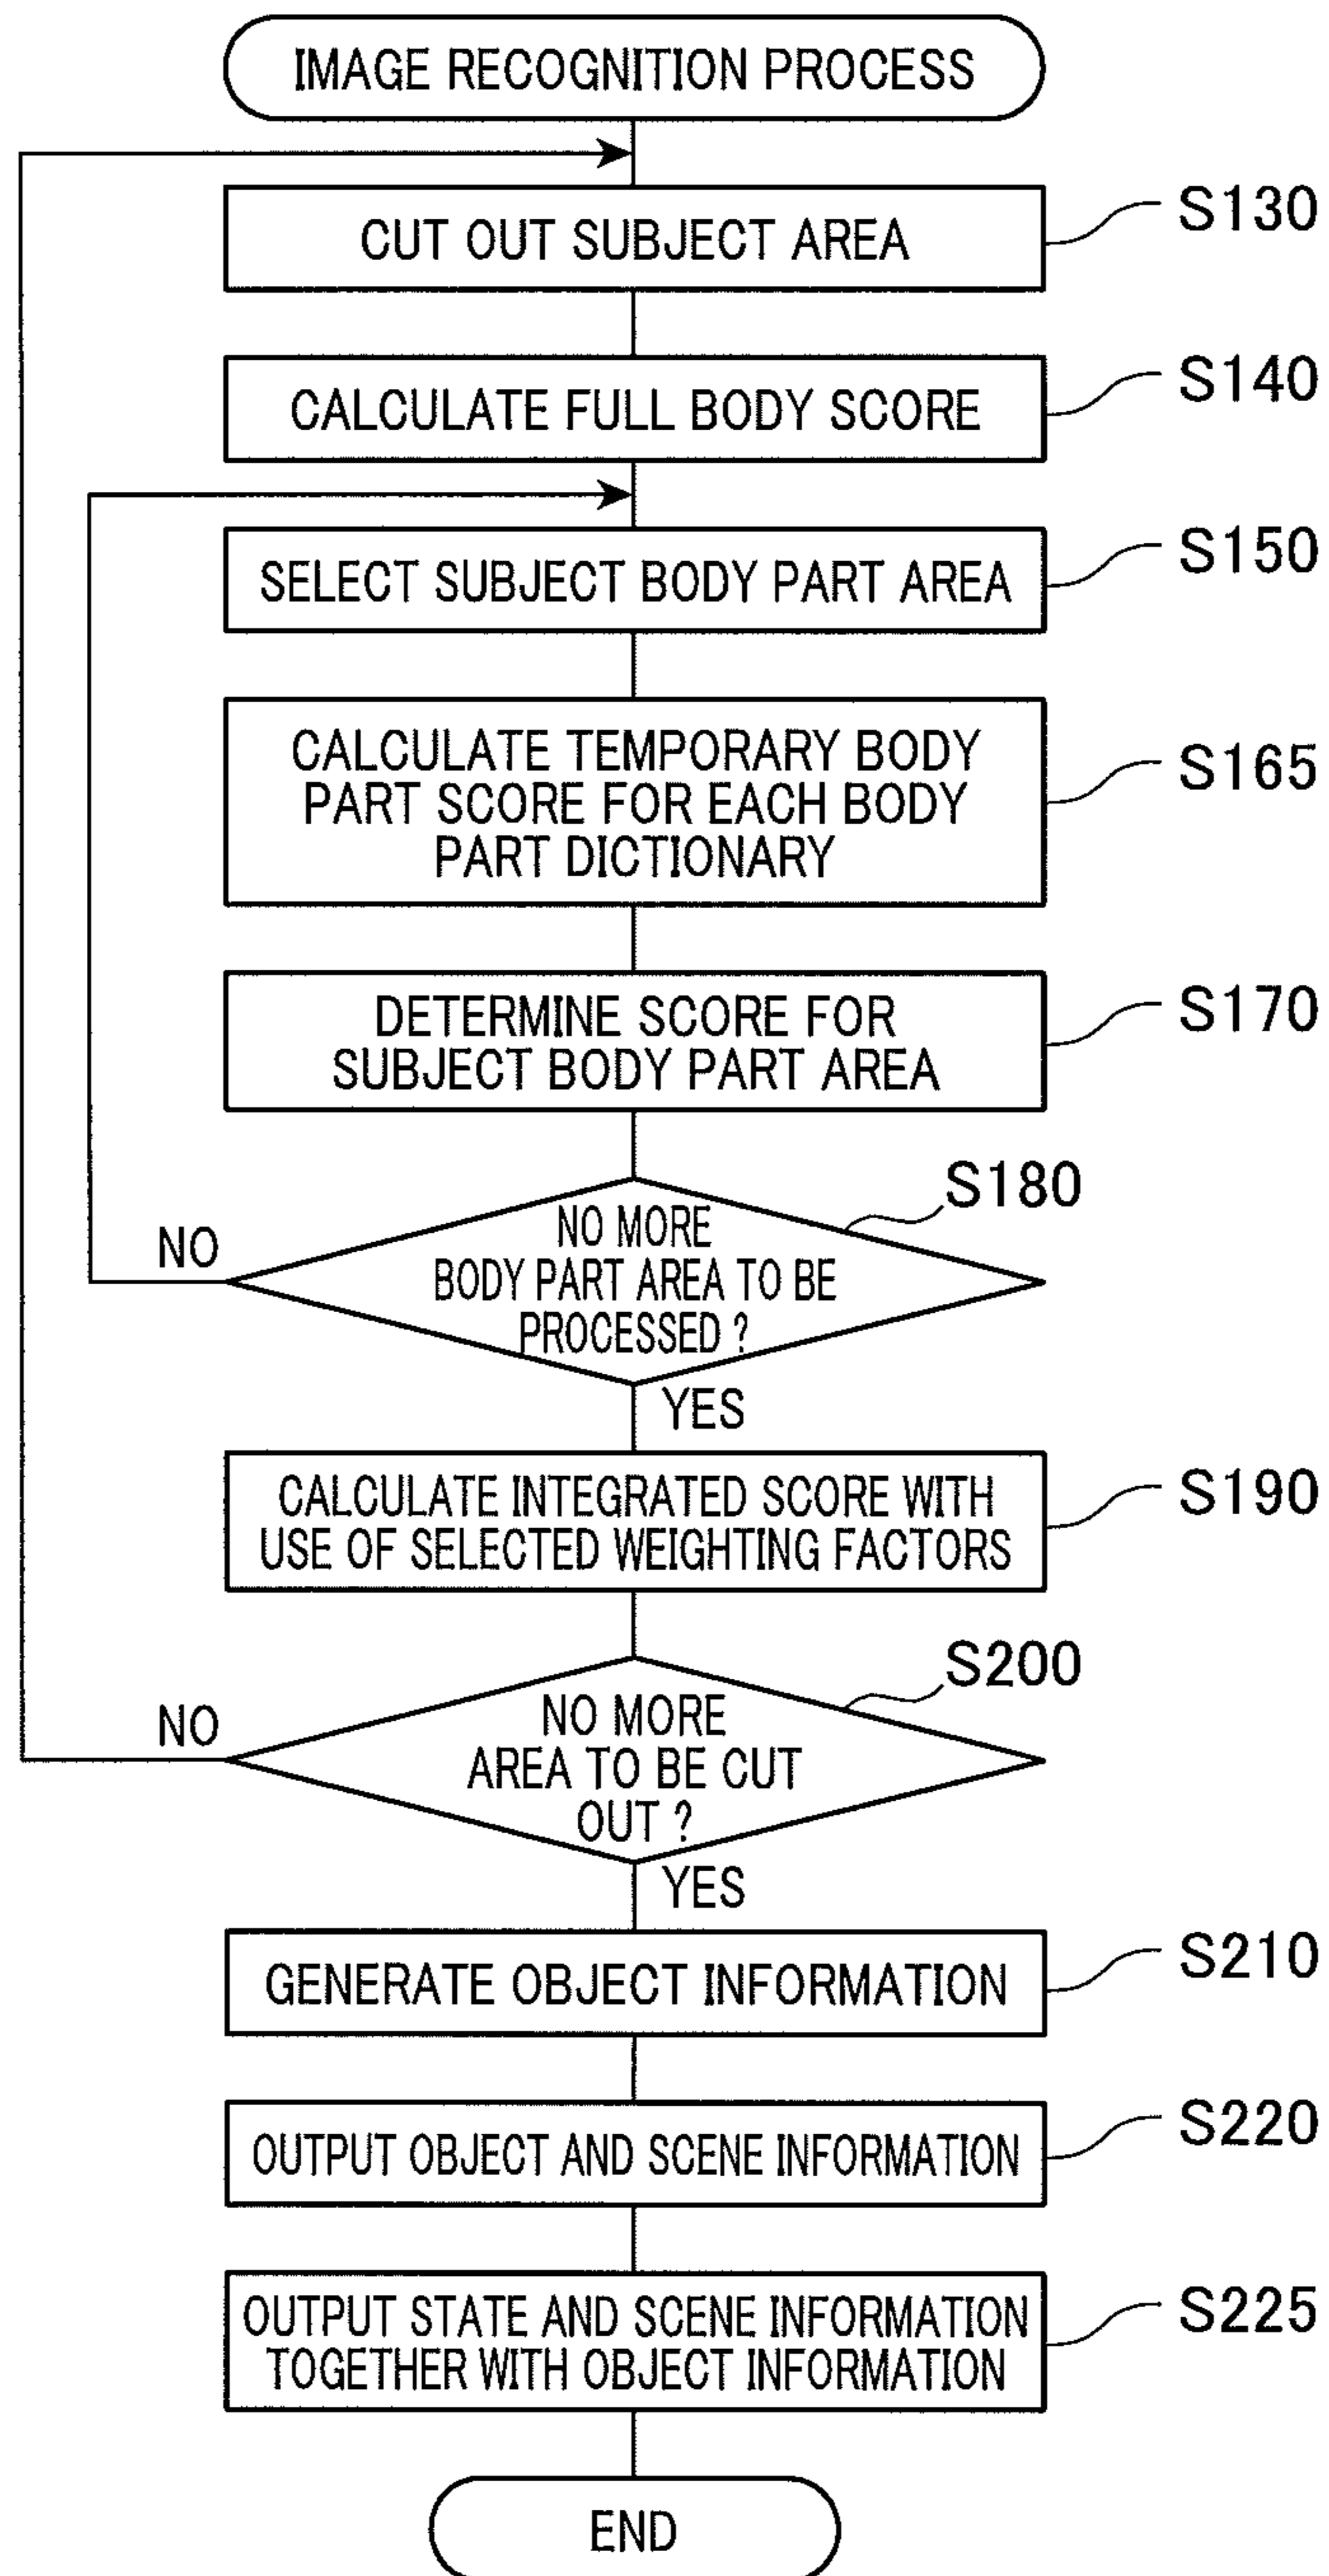 IMAGE RECOGNITION PROCESS
CUT OUT SUBJECT AREA
S130
CALCULATE FULL BODY SCORE
S140
SELECT SUBJECT BODY PART AREA
S150
CALCULATE TEMPORARY BODY
PART SCORE FOR EACH BODY
PART DICTIONARY
S165
DETERMINE SCORE FOR
SUBJECT BODY PART AREA
S170
NO MORE
BODY PART AREA TO BE
PROCESSED ?
S180
NO
YES
CALCULATE INTEGRATED SCORE WITH
USE OF SELECTED WEIGHTING FACTORS
S190
NO MORE
AREA TO BE CUT
OUT ?
S200
NO
YES
GENERATE OBJECT INFORMATION
S210
OUTPUT OBJECT AND SCENE INFORMATION
S220
OUTPUT STATE AND SCENE INFORMATION
TOGETHER WITH OBJECT INFORMATION
S225
END